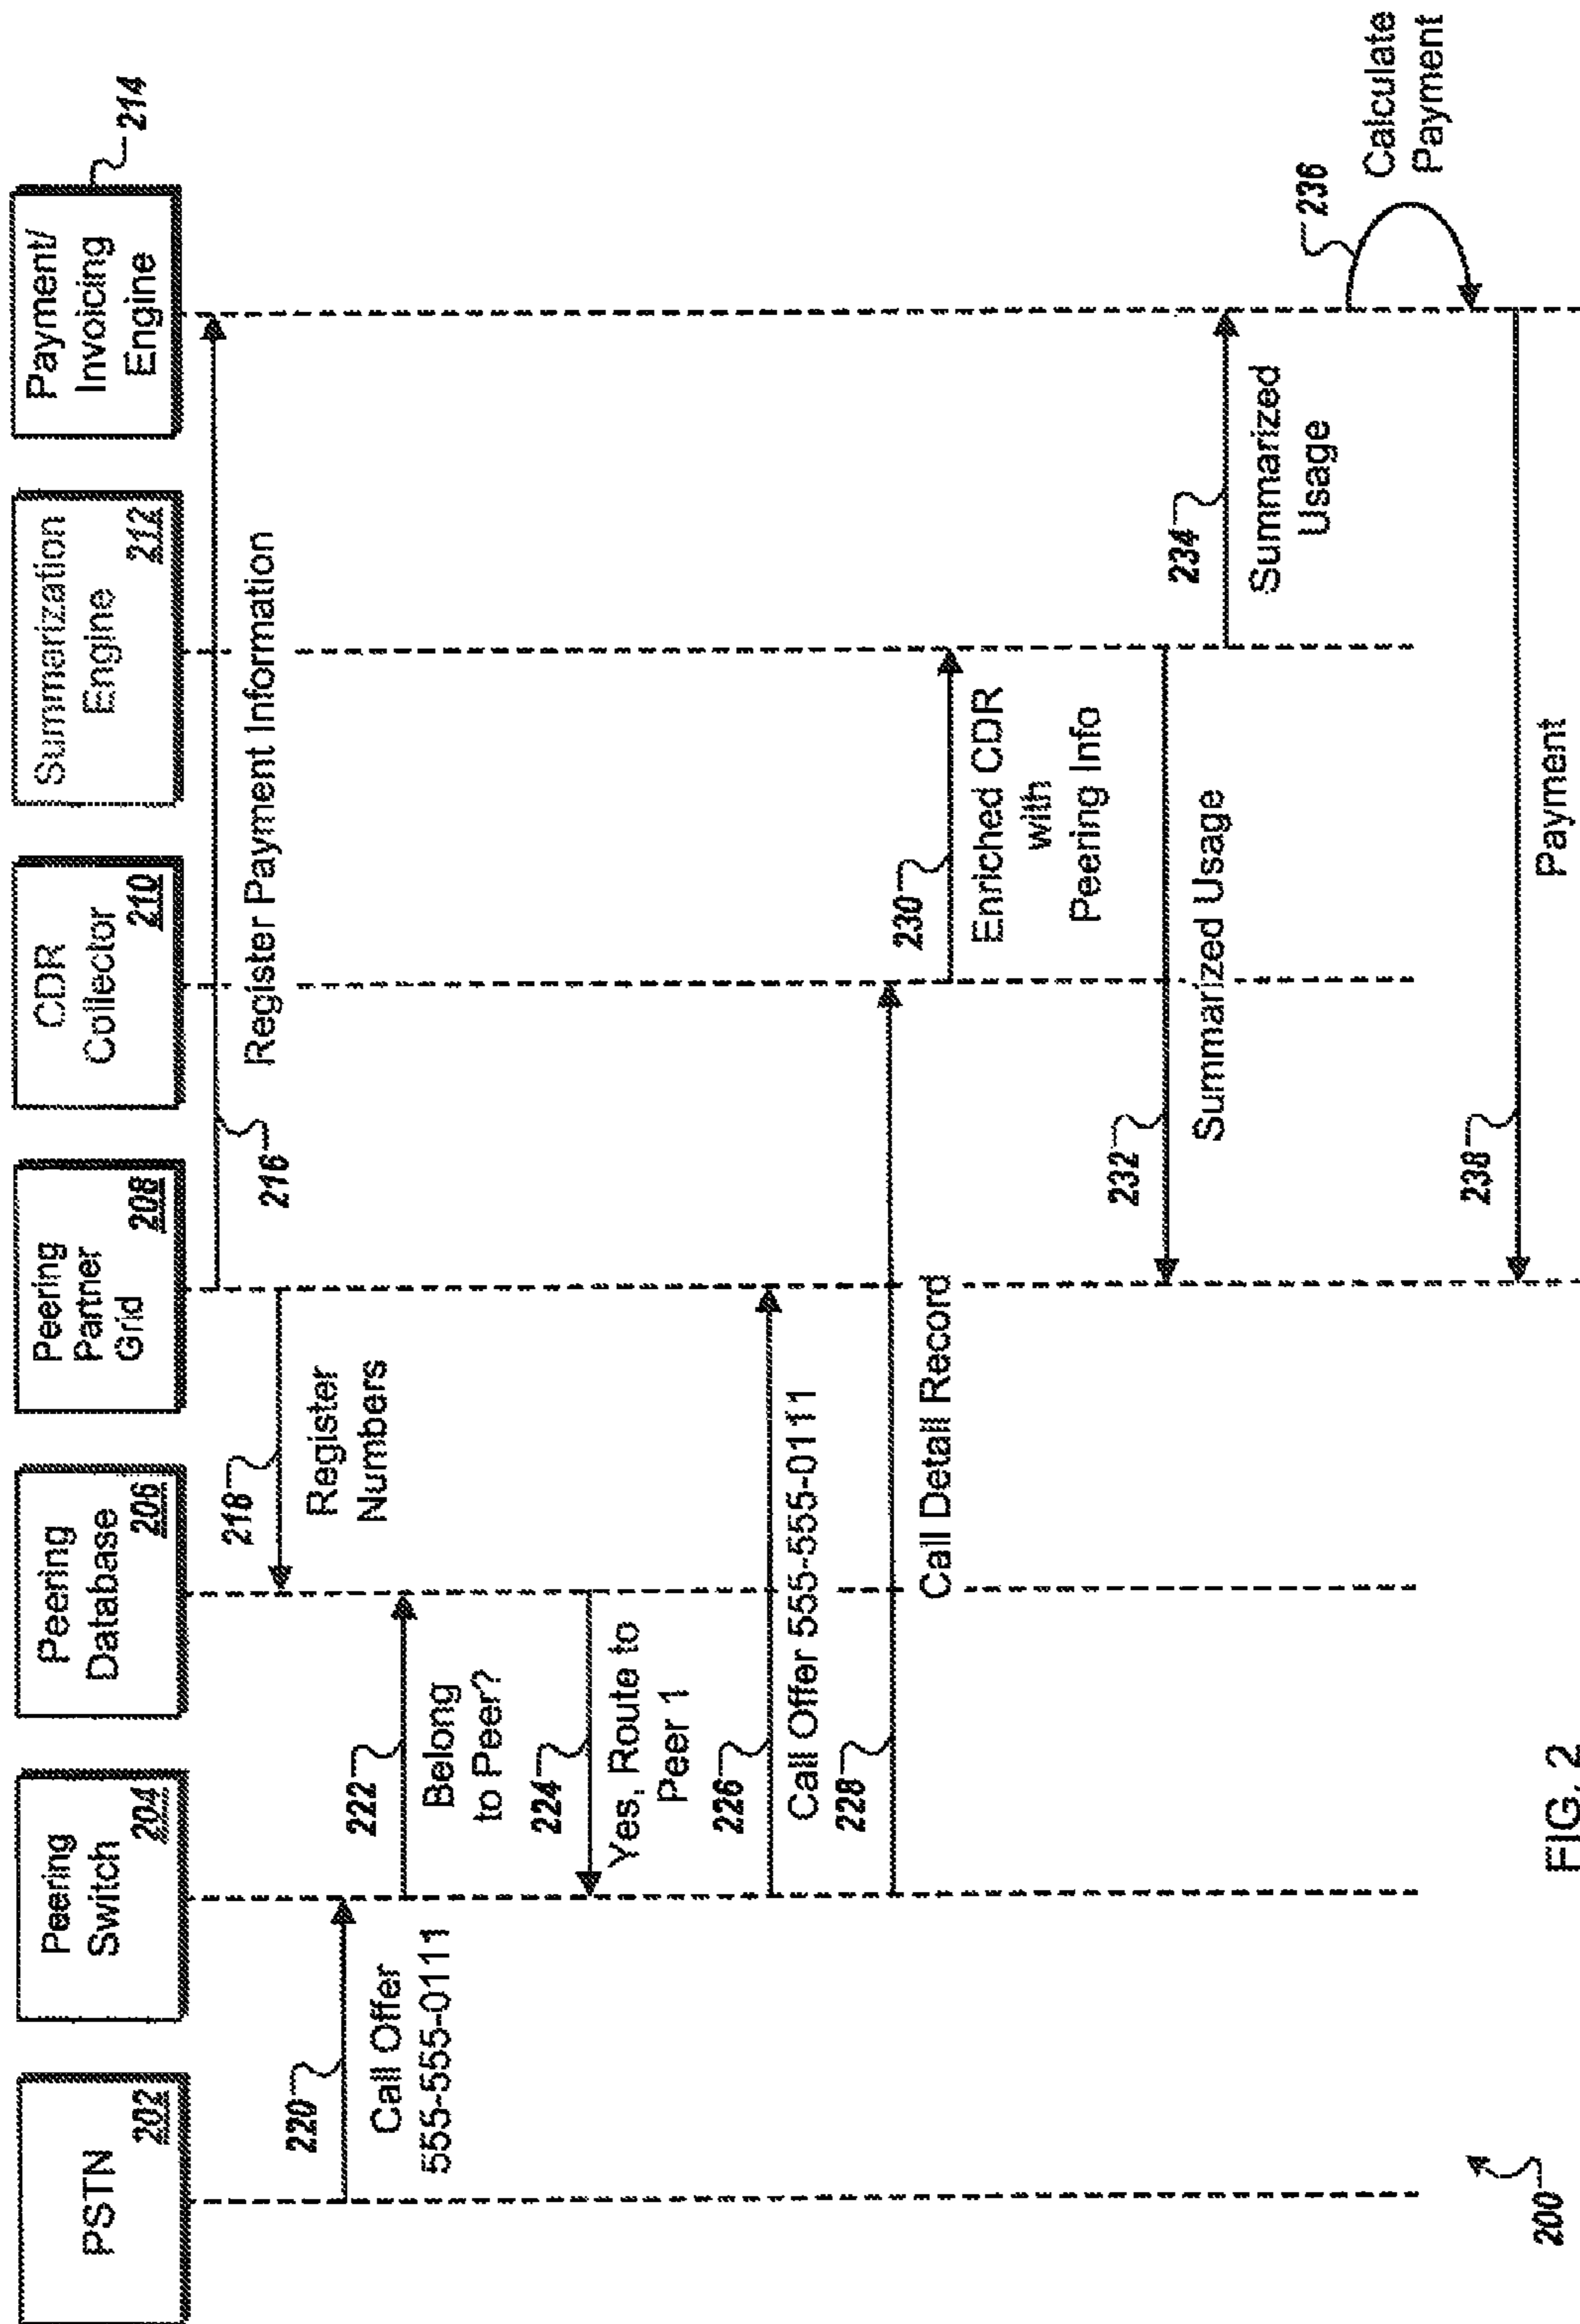 PSTN
202
Peering
Switch
204
Peering
Database
206
Peering
Partner
Grid
208
CDR
Collector
210
Summarization
Engine
212
Payment/
Invoicing
Engine
214
216
Register Payment Information
218
Register
Numbers
220
Call Offer
555-555-0111
222
Belong
to Peer?
224
Yes, Route to
Peer 1
226
Call Offer 555-555-0111
228
Call Detail Record
230
Enriched CDR
with
Peering Info
232
Summarized Usage
234
Summarized
Usage
236
Calculate
Payment
238
Payment
200
FIG. 2